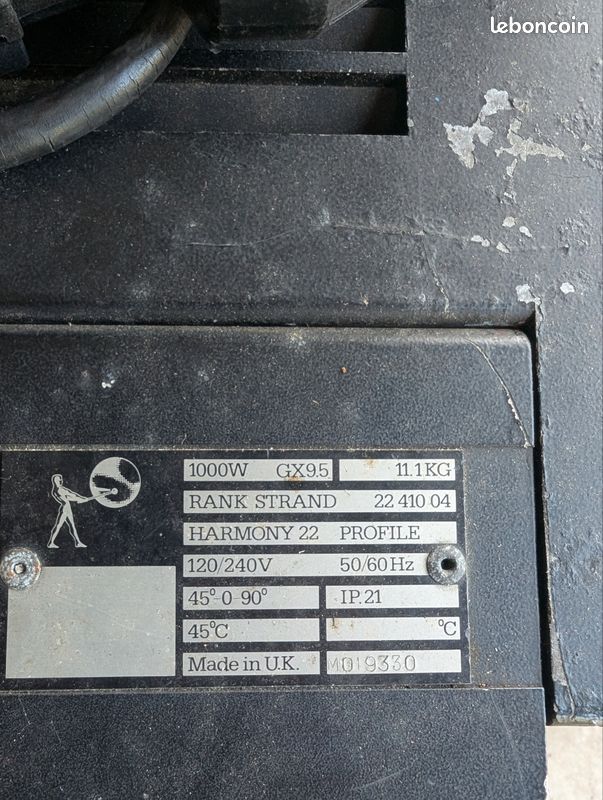 leboncoin
1000W GX9.5 11.1KG
RANK STRAND 22 410 04
HARMONY 22 PROFILE
120/240V 50/60Hz
45°-0-90° IP.21
45°C °C
Made in U.K. M019330